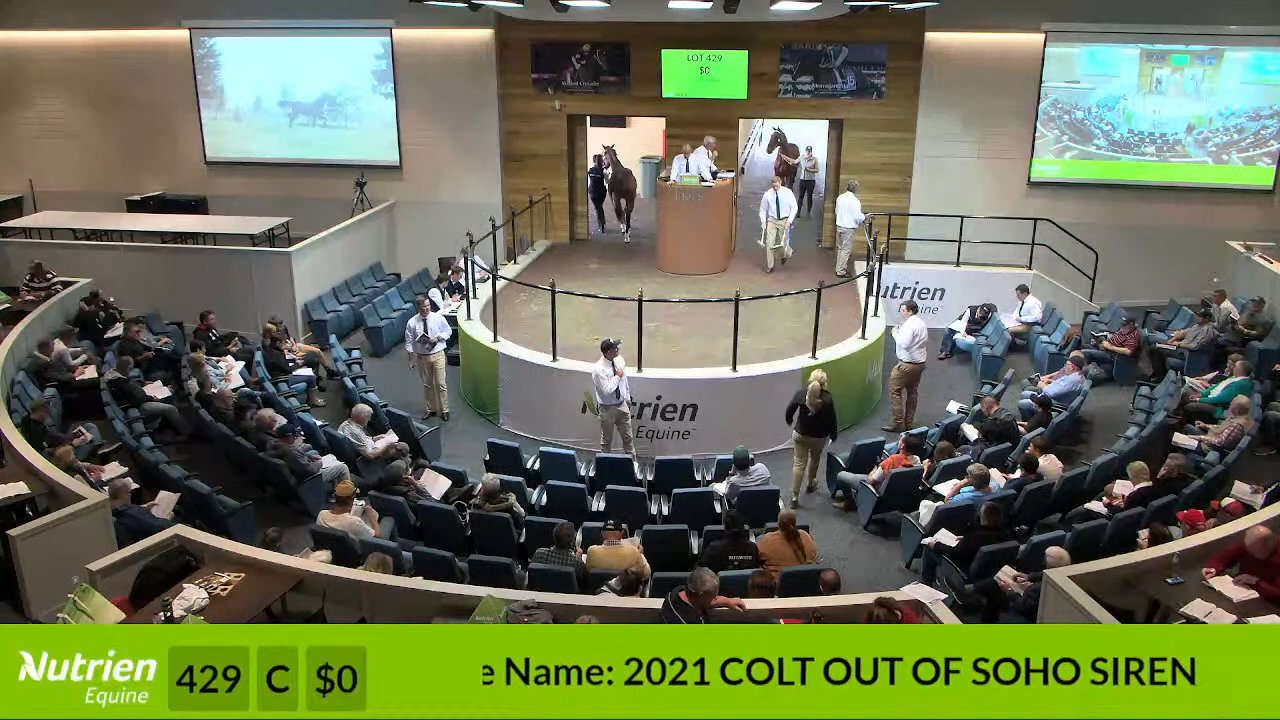 LOT 429
$0
Nutrien
Equine
Nutrien
Equine
Nutrien
Equine
429
C
$0
e Name: 2021 COLT OUT OF SOHO SIREN